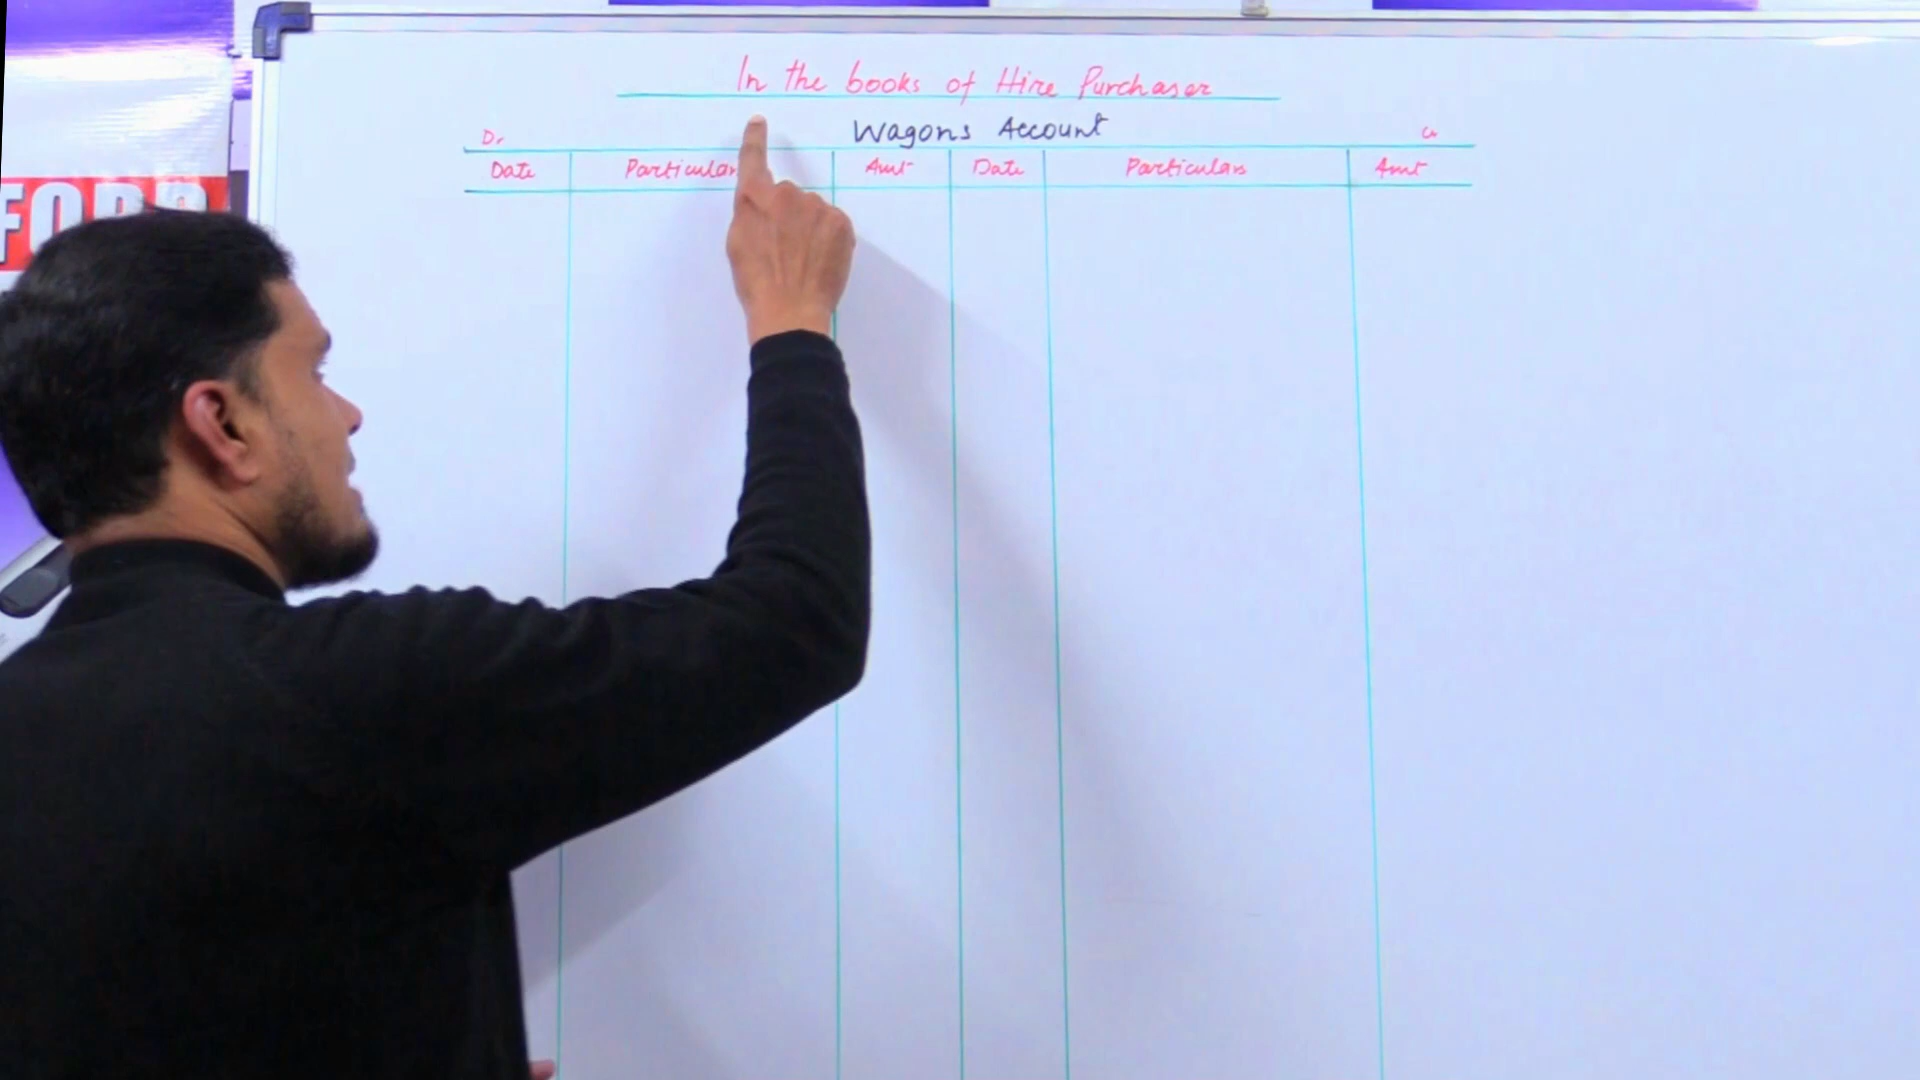 In the books of Hire Purchaser
Dr Wagons Account Cr
Date Particulars Amt Date Particulars Amt